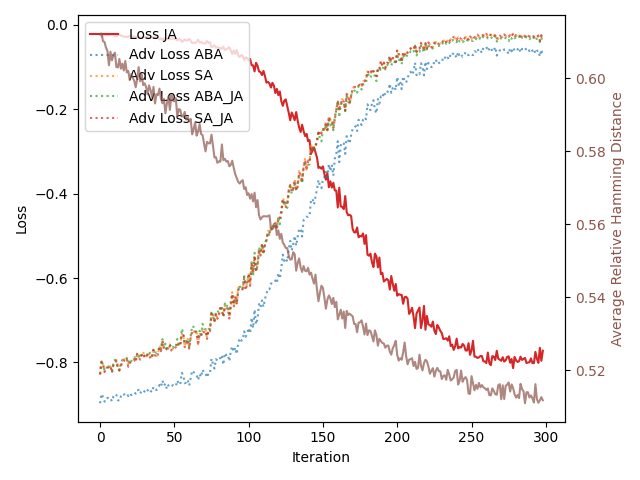 0.0
−0.2
−0.4
−0.6
−0.8
Loss
Loss JA
Adv Loss ABA
Adv Loss SA
Adv Loss ABA_JA
Adv Loss SA_JA
0.60
0.58
0.56
0.54
0.52
Average Relative Hamming Distance
0 50 100 150 200 250 300
Iteration